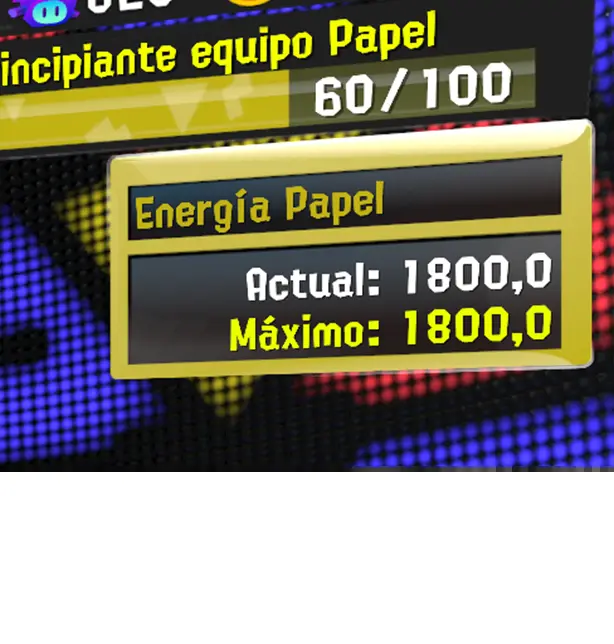 incipiante equipo Papel
60/100
Energía Papel
Actual: 1800,0
Máximo: 1800,0